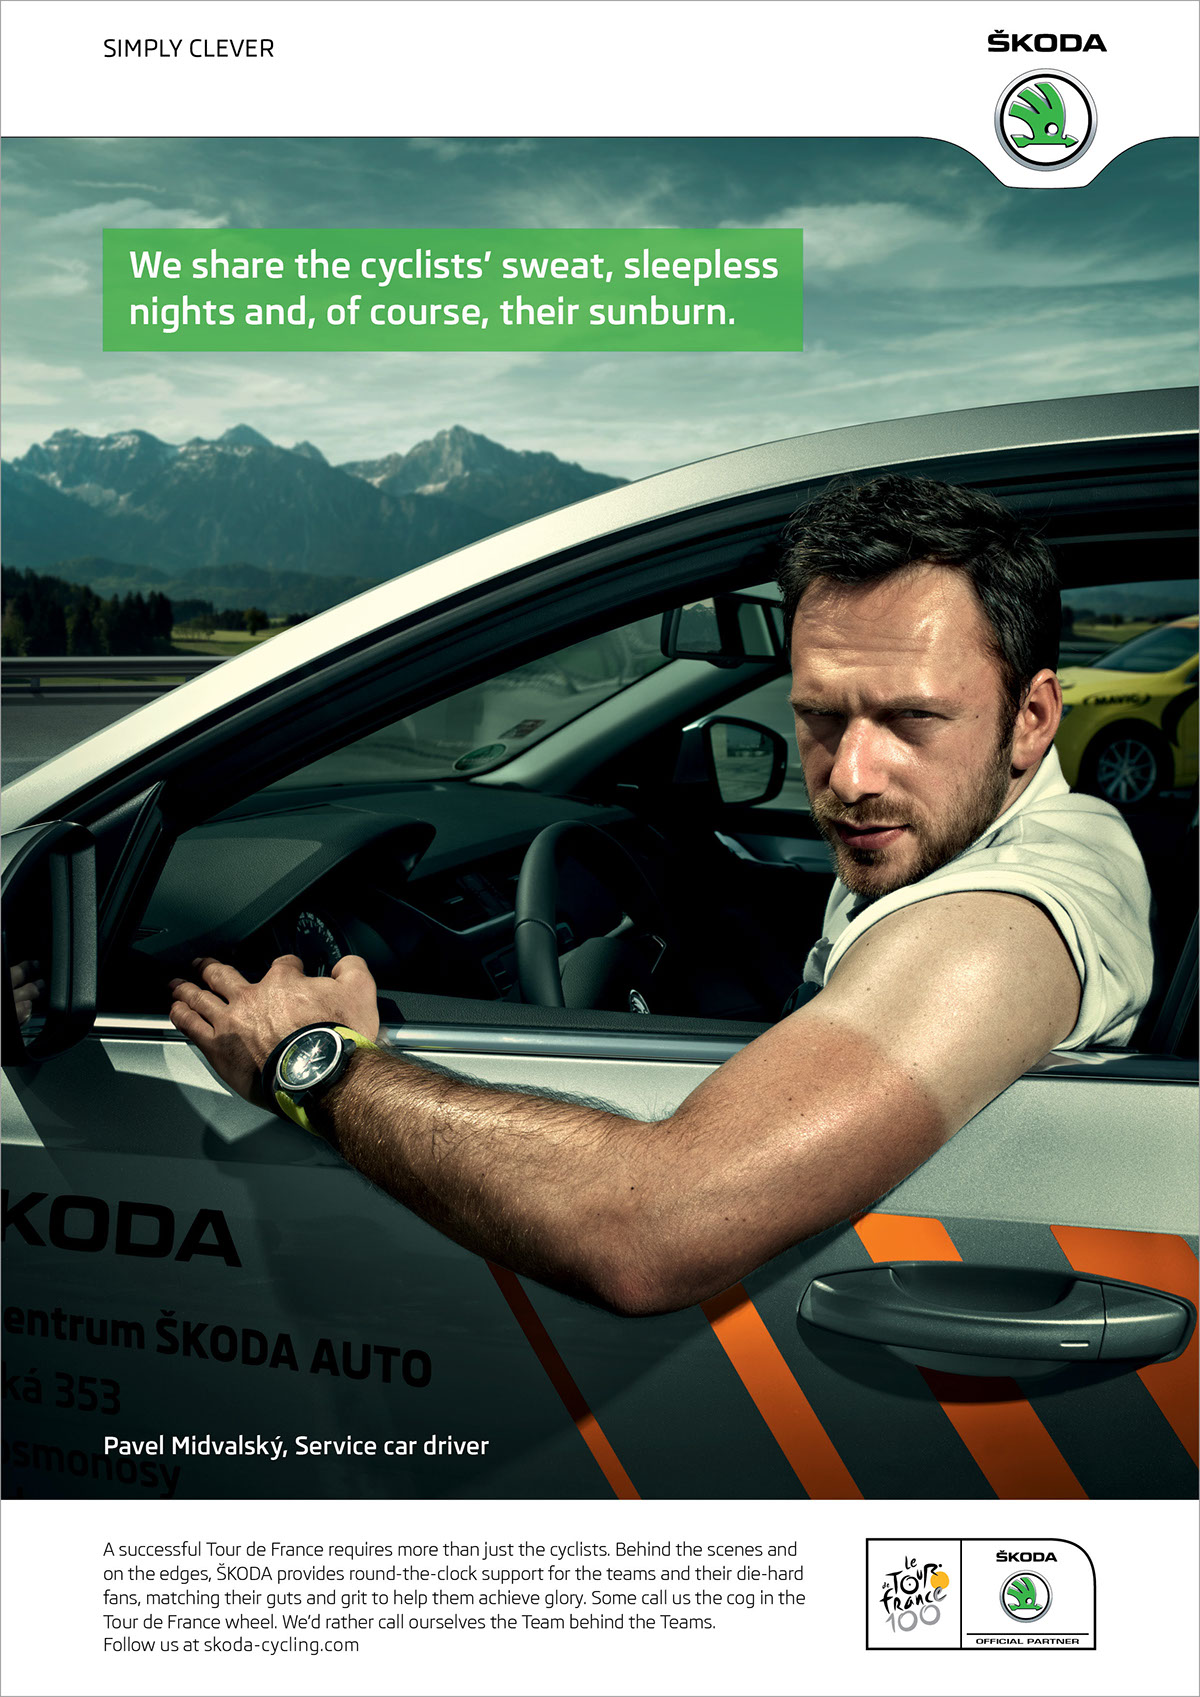 SIMPLY CLEVER
ŠKODA
We share the cyclists’ sweat, sleepless
nights and, of course, their sunburn.
MAVIC
KODA
entrum ŠKODA AUTO
ká 353
osmonosy
Pavel Midvalský, Service car driver
A successful Tour de France requires more than just the cyclists. Behind the scenes and
on the edges, ŠKODA provides round-the-clock support for the teams and their die-hard
fans, matching their guts and grit to help them achieve glory. Some call us the cog in the
Tour de France wheel. We’d rather call ourselves the Team behind the Teams.
Follow us at skoda-cycling.com
le
TOUR
de
france
100
ŠKODA
OFFICIAL PARTNER